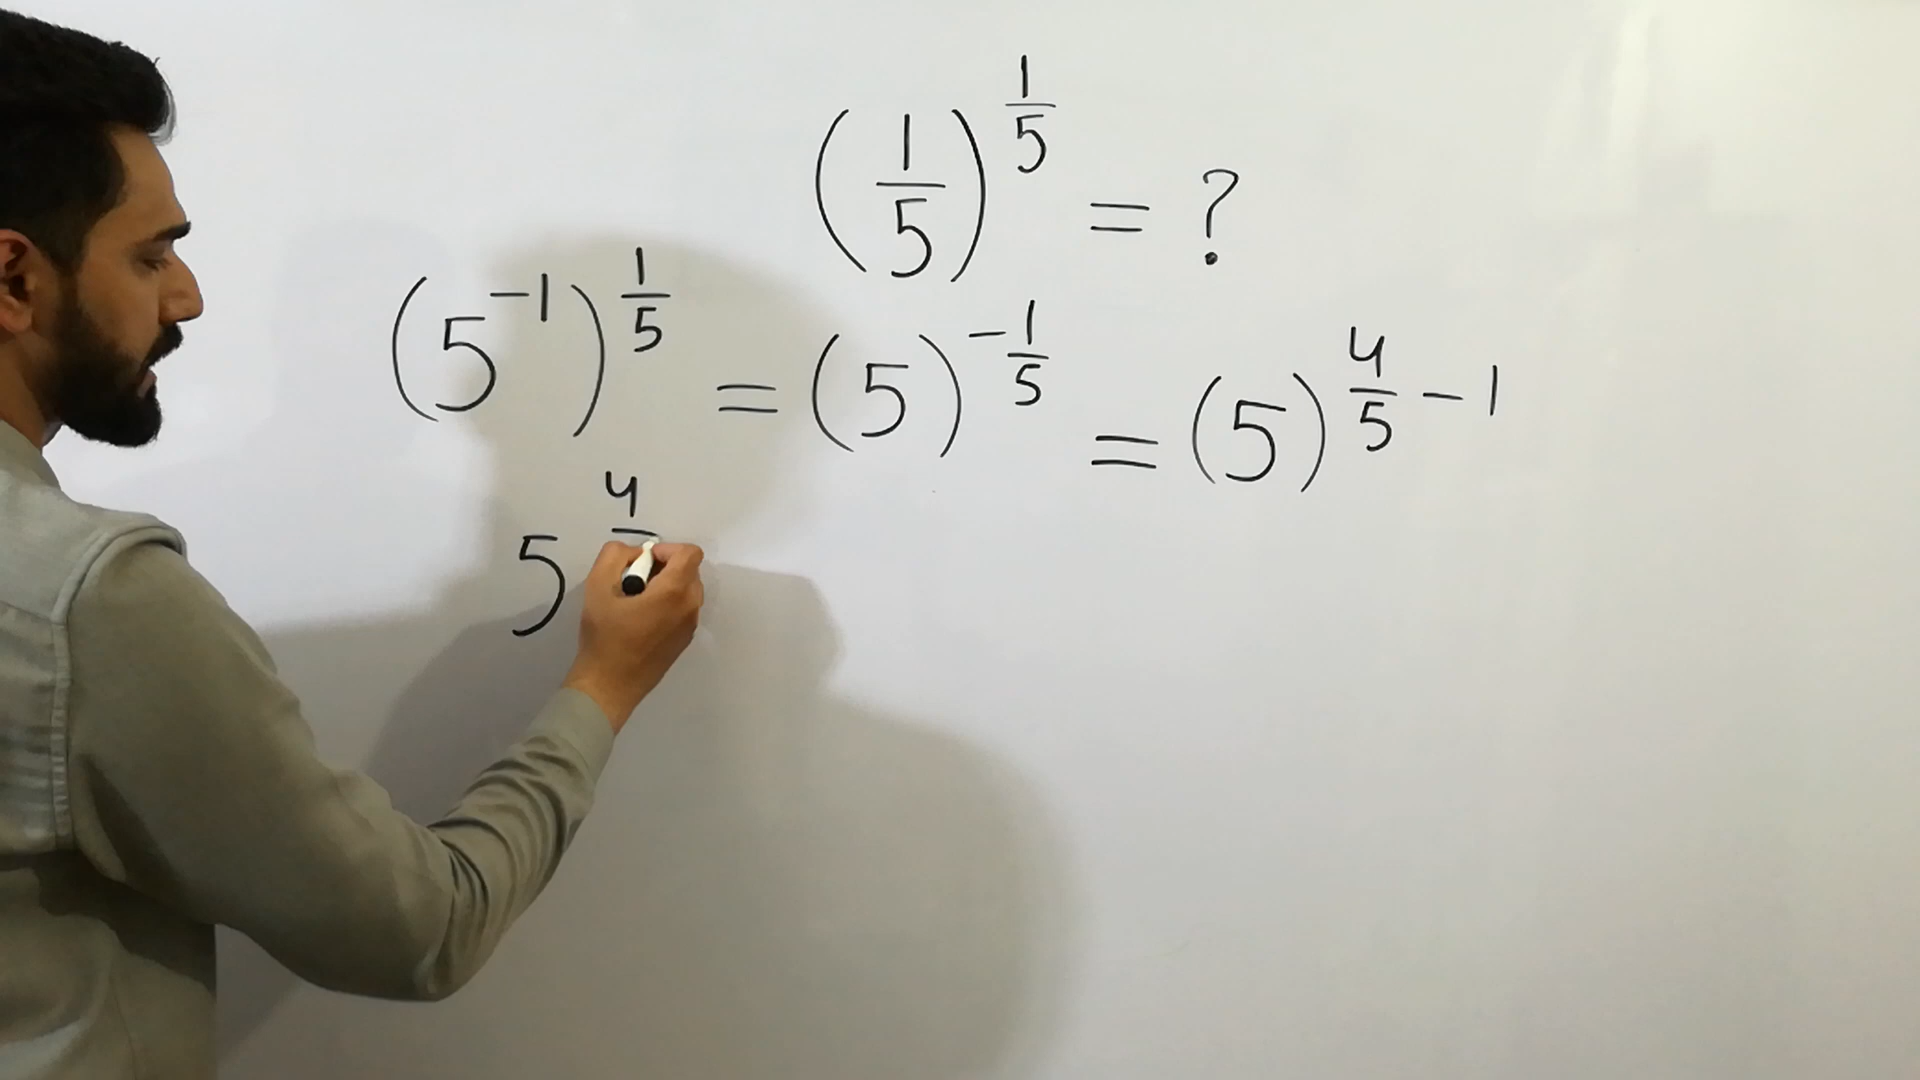 (1/5)^(1/5) = ?
(5^-1)^(1/5) = (5)^(-1/5) = (5)^(4/5 - 1)
5^4/